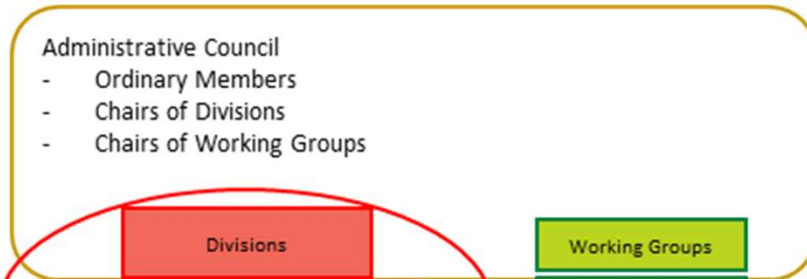 Administrative Council
- Ordinary Members
- Chairs of Divisions
- Chairs of Working Groups
Divisions
Working Groups